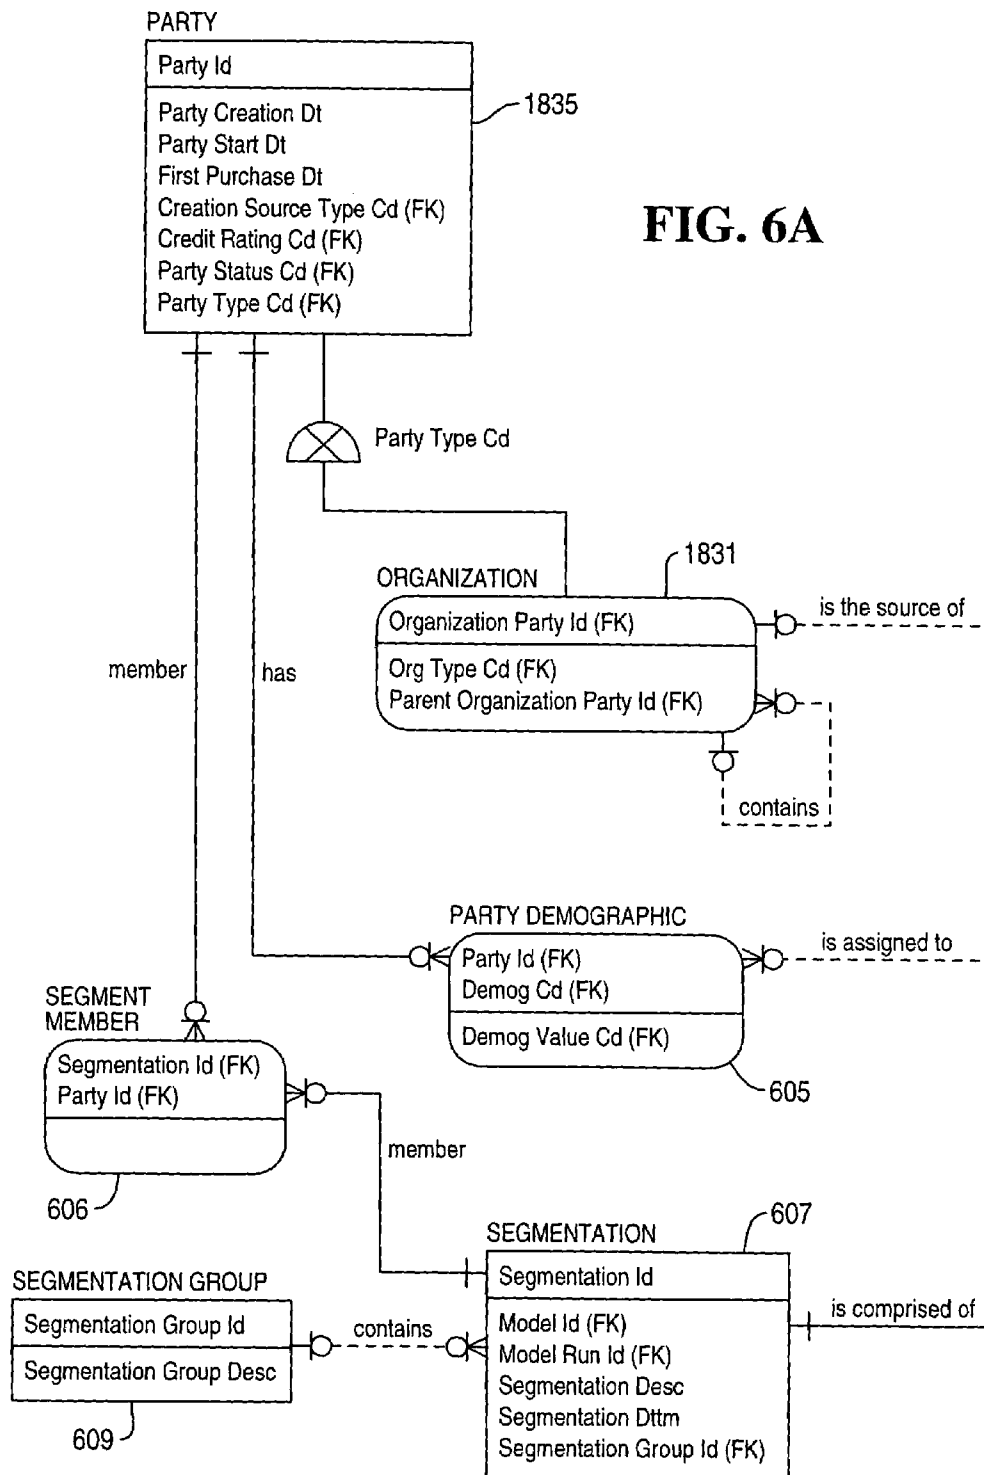 PARTY
Party Id
Party Creation Dt
Party Start Dt
First Purchase Dt
Creation Source Type Cd (FK)
Credit Rating Cd (FK)
Party Status Cd (FK)
Party Type Cd (FK)
1835
FIG. 6A
Party Type Cd
1831
ORGANIZATION
Organization Party Id (FK)
Org Type Cd (FK)
Parent Organization Party Id (FK)
is the source of
contains
member
has
PARTY DEMOGRAPHIC
Party Id (FK)
Demog Cd (FK)
Demog Value Cd (FK)
is assigned to
605
SEGMENT
MEMBER
Segmentation Id (FK)
Party Id (FK)
606
member
607
SEGMENTATION
Segmentation Id
Model Id (FK)
Model Run Id (FK)
Segmentation Desc
Segmentation Dttm
Segmentation Group Id (FK)
is comprised of
SEGMENTATION GROUP
Segmentation Group Id
Segmentation Group Desc
contains
609